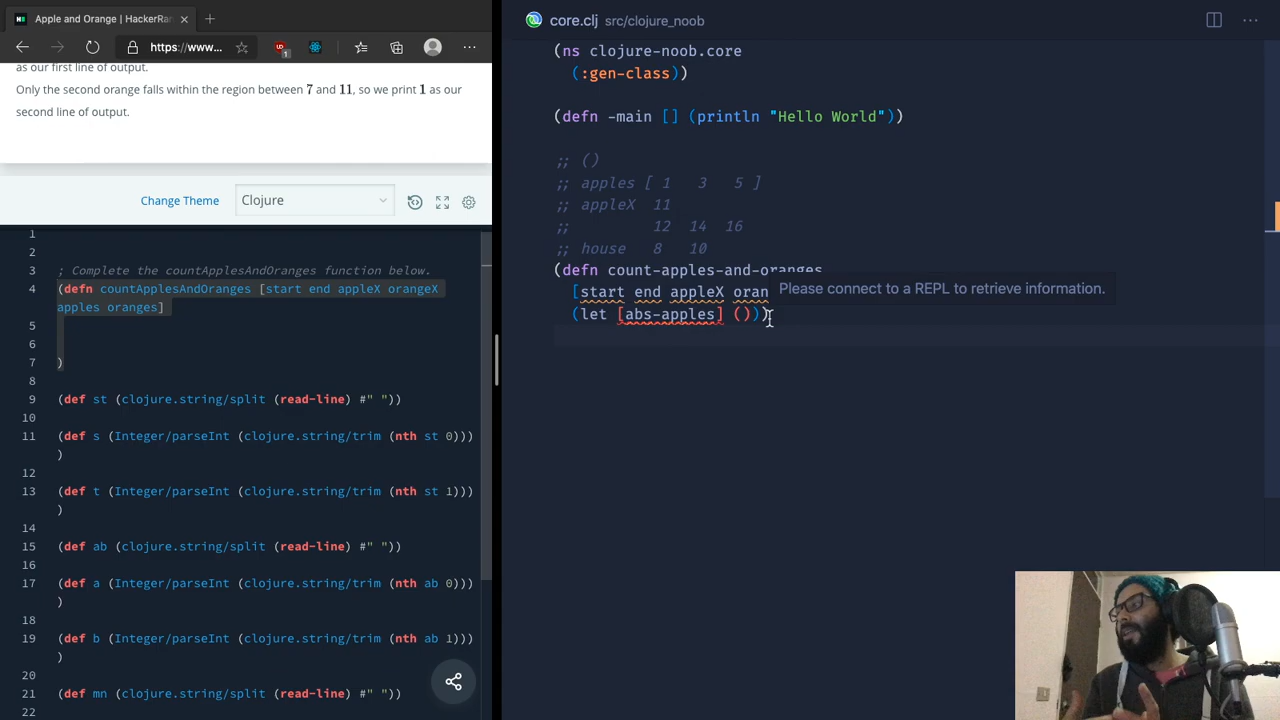 Apple and Orange | HackerRan
https://www...
1
as our first line of output.
Only the second orange falls within the region between 7 and 11, so we print 1 as our
second line of output.
Change Theme
Clojure
1
2
3 ; Complete the countApplesAndOranges function below.
4 (defn countApplesAndOranges [start end appleX orangeX
apples oranges]
5
6
7 )
8
9 (def st (clojure.string/split (read-line) #" "))
10
11 (def s (Integer/parseInt (clojure.string/trim (nth st 0)))
)
12
13 (def t (Integer/parseInt (clojure.string/trim (nth st 1)))
)
14
15 (def ab (clojure.string/split (read-line) #" "))
16
17 (def a (Integer/parseInt (clojure.string/trim (nth ab 0)))
)
18
19 (def b (Integer/parseInt (clojure.string/trim (nth ab 1)))
)
20
21 (def mn (clojure.string/split (read-line) #" "))
22
core.clj src/clojure_noob
(ns clojure-noob.core
(:gen-class))
(defn -main [] (println "Hello World"))
;; ()
;; apples [ 1 3 5 ]
;; appleX 11
;; 12 14 16
;; house 8 10
(defn count-apples-and-oranges
[start end appleX oran
Please connect to a REPL to retrieve information.
(let [abs-apples] ()))